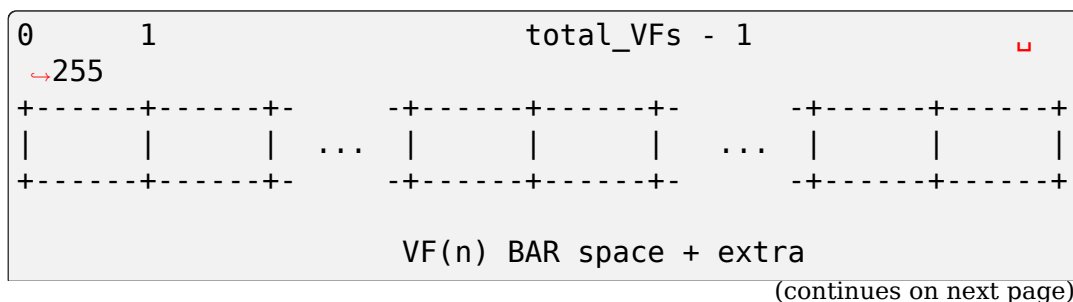 0      1                      total_VFs - 1                ␣
↪255
+------+------+-     -+------+------+-      -+------+------+
|      |      |  ...  |      |      |   ...  |      |      |
+------+------+-     -+------+------+-      -+------+------+
VF(n) BAR space + extra
(continues on next page)